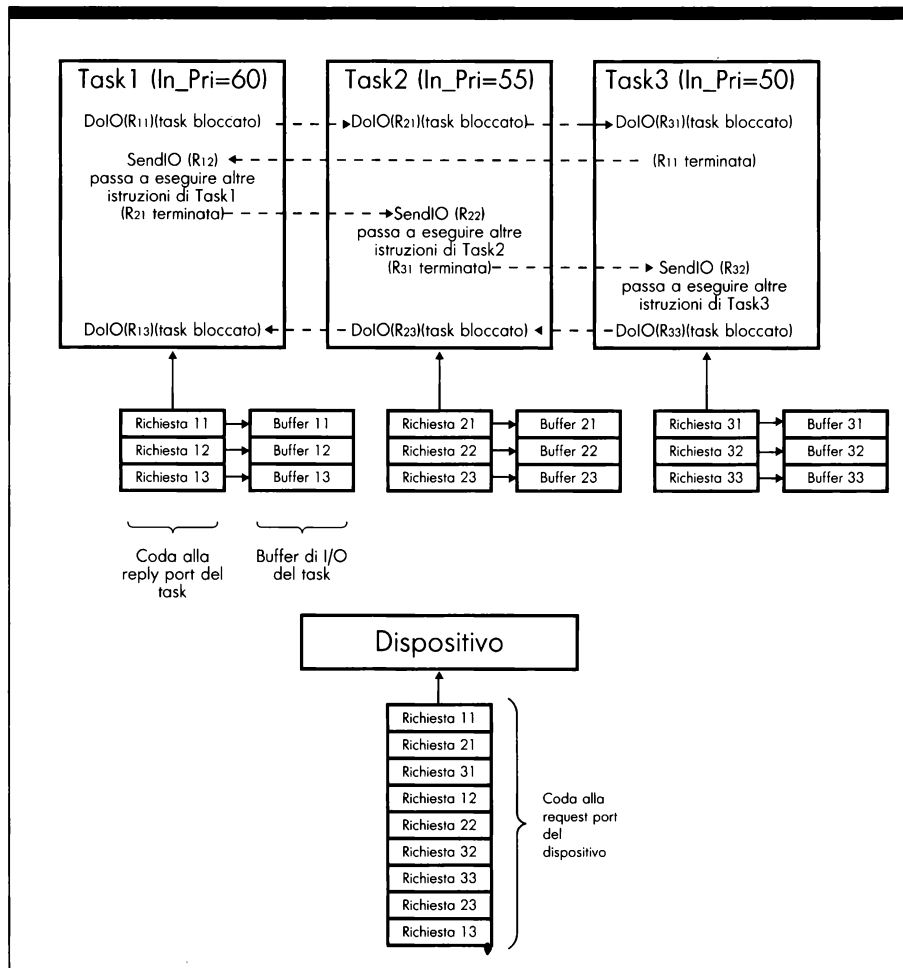 Task1 (In_Pri=60)
DoIO(R11)(task bloccato)
SendIO (R12)
passa a eseguire altre
istruzioni di Task1
(R21 terminata)
DoIO(R13)(task bloccato)
Task2 (In_Pri=55)
DoIO(R21)(task bloccato)
SendIO (R22)
passa a eseguire altre
istruzioni di Task2
(R31 terminata)
DoIO(R23)(task bloccato)
Task3 (In_Pri=50)
DoIO(R31)(task bloccato)
(R11 terminata)
SendIO (R32)
passa a eseguire altre
istruzioni di Task3
DoIO(R33)(task bloccato)
Richiesta 11
Buffer 11
Richiesta 12
Buffer 12
Richiesta 13
Buffer 13
Richiesta 21
Buffer 21
Richiesta 22
Buffer 22
Richiesta 23
Buffer 23
Richiesta 31
Buffer 31
Richiesta 32
Buffer 32
Richiesta 33
Buffer 33
Coda alla
reply port del
task
Buffer di I/O
del task
Dispositivo
Richiesta 11
Richiesta 21
Richiesta 31
Richiesta 12
Richiesta 22
Richiesta 32
Richiesta 33
Richiesta 23
Richiesta 13
Coda alla
request port
del
dispositivo